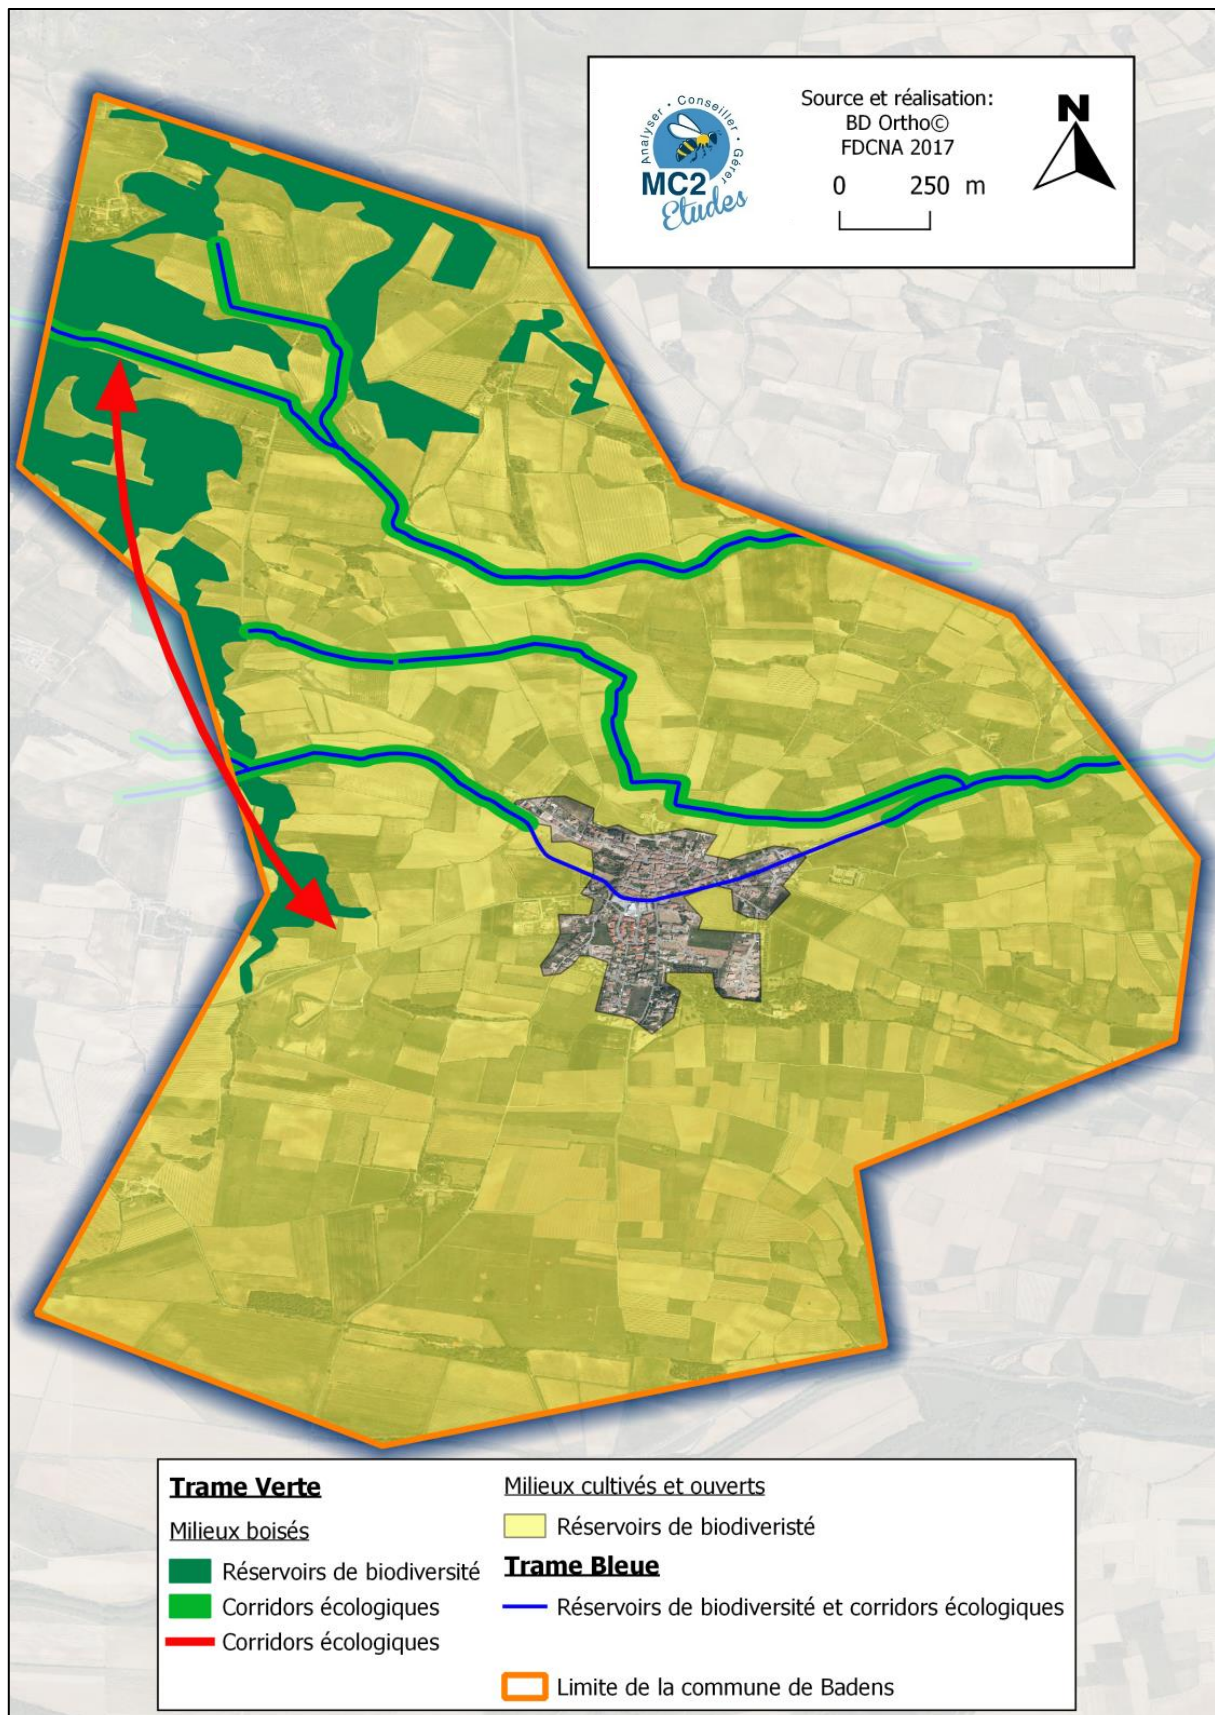 Analyser • Conseiller • Gérer
MC2
Etudes
Source et réalisation:
BD Ortho©
FDCNA 2017
0 250 m
N
Trame Verte
Milieux boisés
Réservoirs de biodiversité
Corridors écologiques
Corridors écologiques
Milieux cultivés et ouverts
Réservoirs de biodiveristé
Trame Bleue
Réservoirs de biodiversité et corridors écologiques
Limite de la commune de Badens